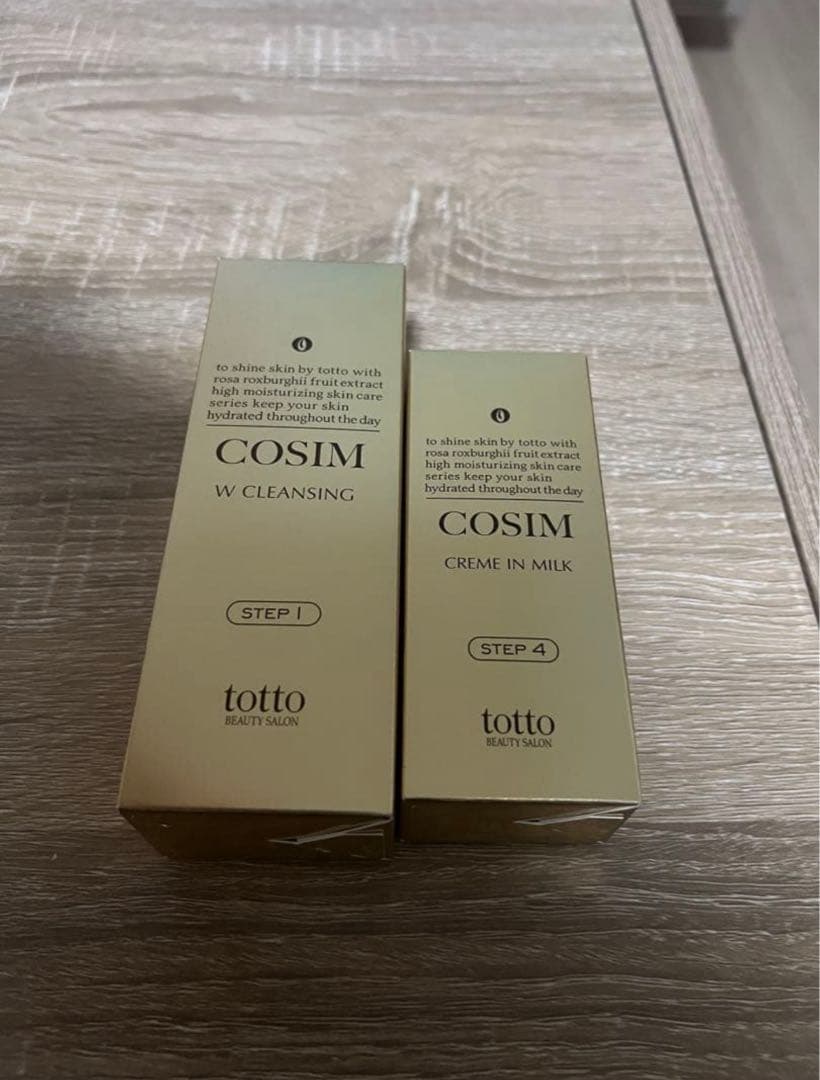 to shine skin by totto with
rosa roxburghii fruit extract
high moisturizing skin care
series keep your skin
hydrated throughout the day
COSIM
W CLEANSING
STEP 1
totto
BEAUTY SALON
to shine skin by totto with
rosa roxburghii fruit extract
high moisturizing skin care
series keep your skin
hydrated throughout the day
COSIM
CREME IN MILK
STEP 4
totto
BEAUTY SALON